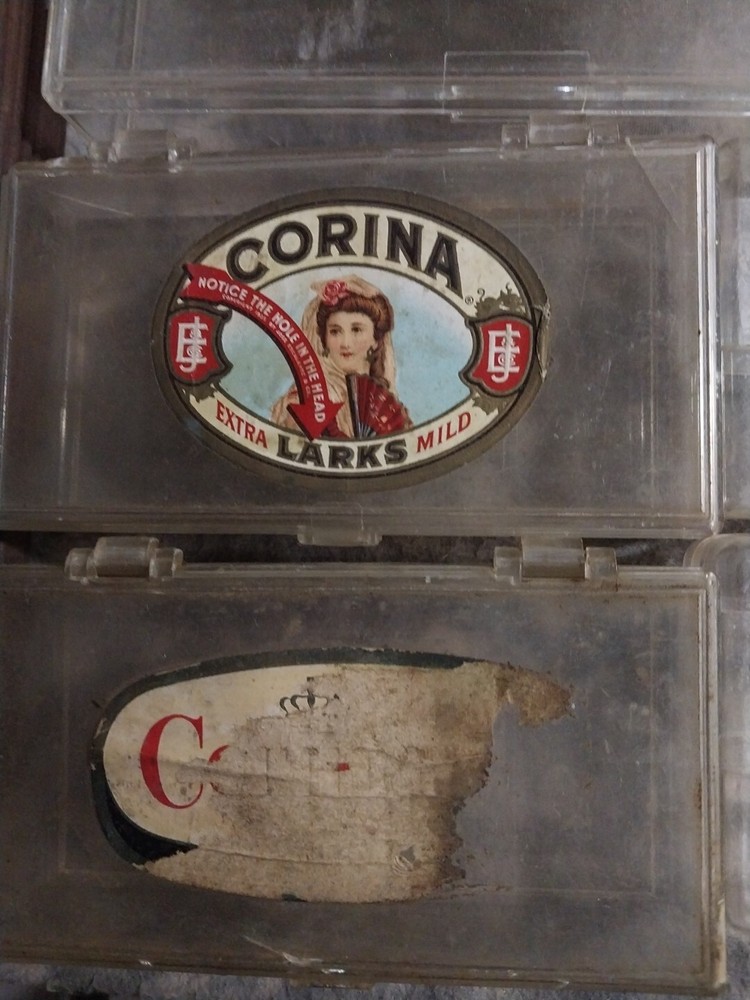 CORINA
®
NOTICE THE HOLE IN THE HEAD
EXTRA LARKS MILD
C